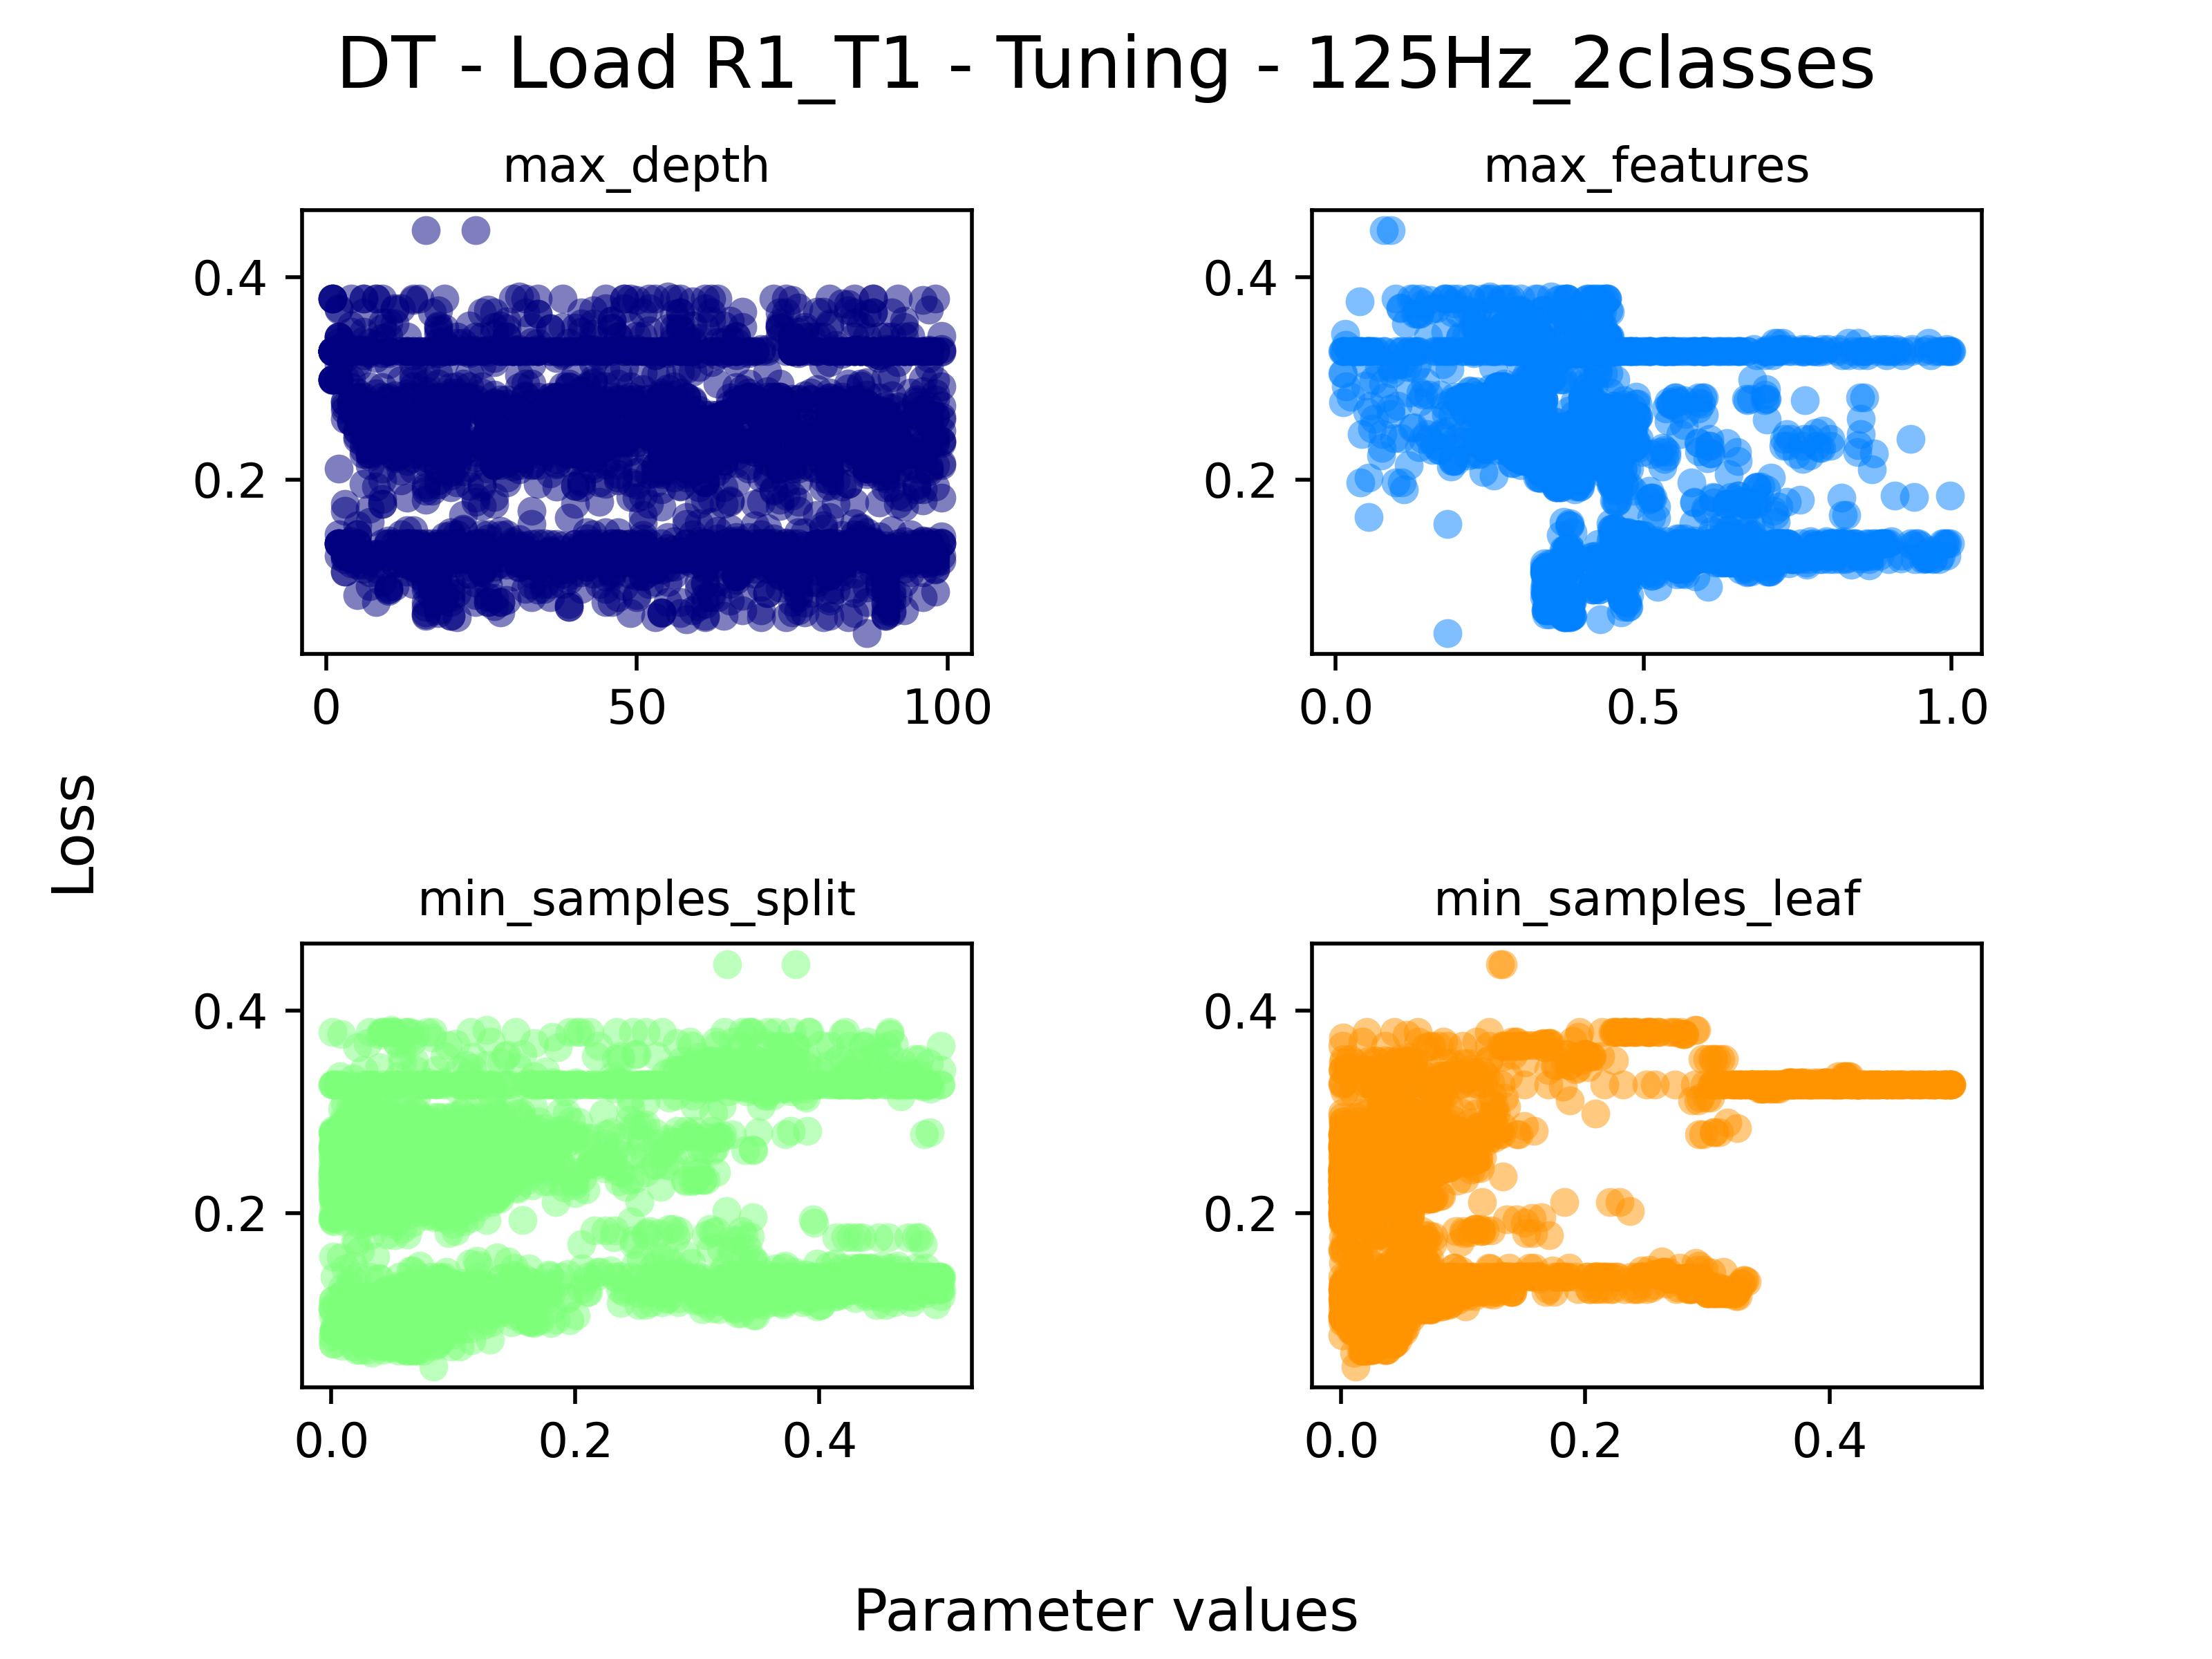 DT - Load R1_T1 - Tuning - 125Hz_2classes
max_depth
0.4
0.2
0
50
100
max_features
0.4
0.2
0.0
0.5
1.0
Loss
min_samples_split
0.4
0.2
0.0
0.2
0.4
min_samples_leaf
0.4
0.2
0.0
0.2
0.4
Parameter values